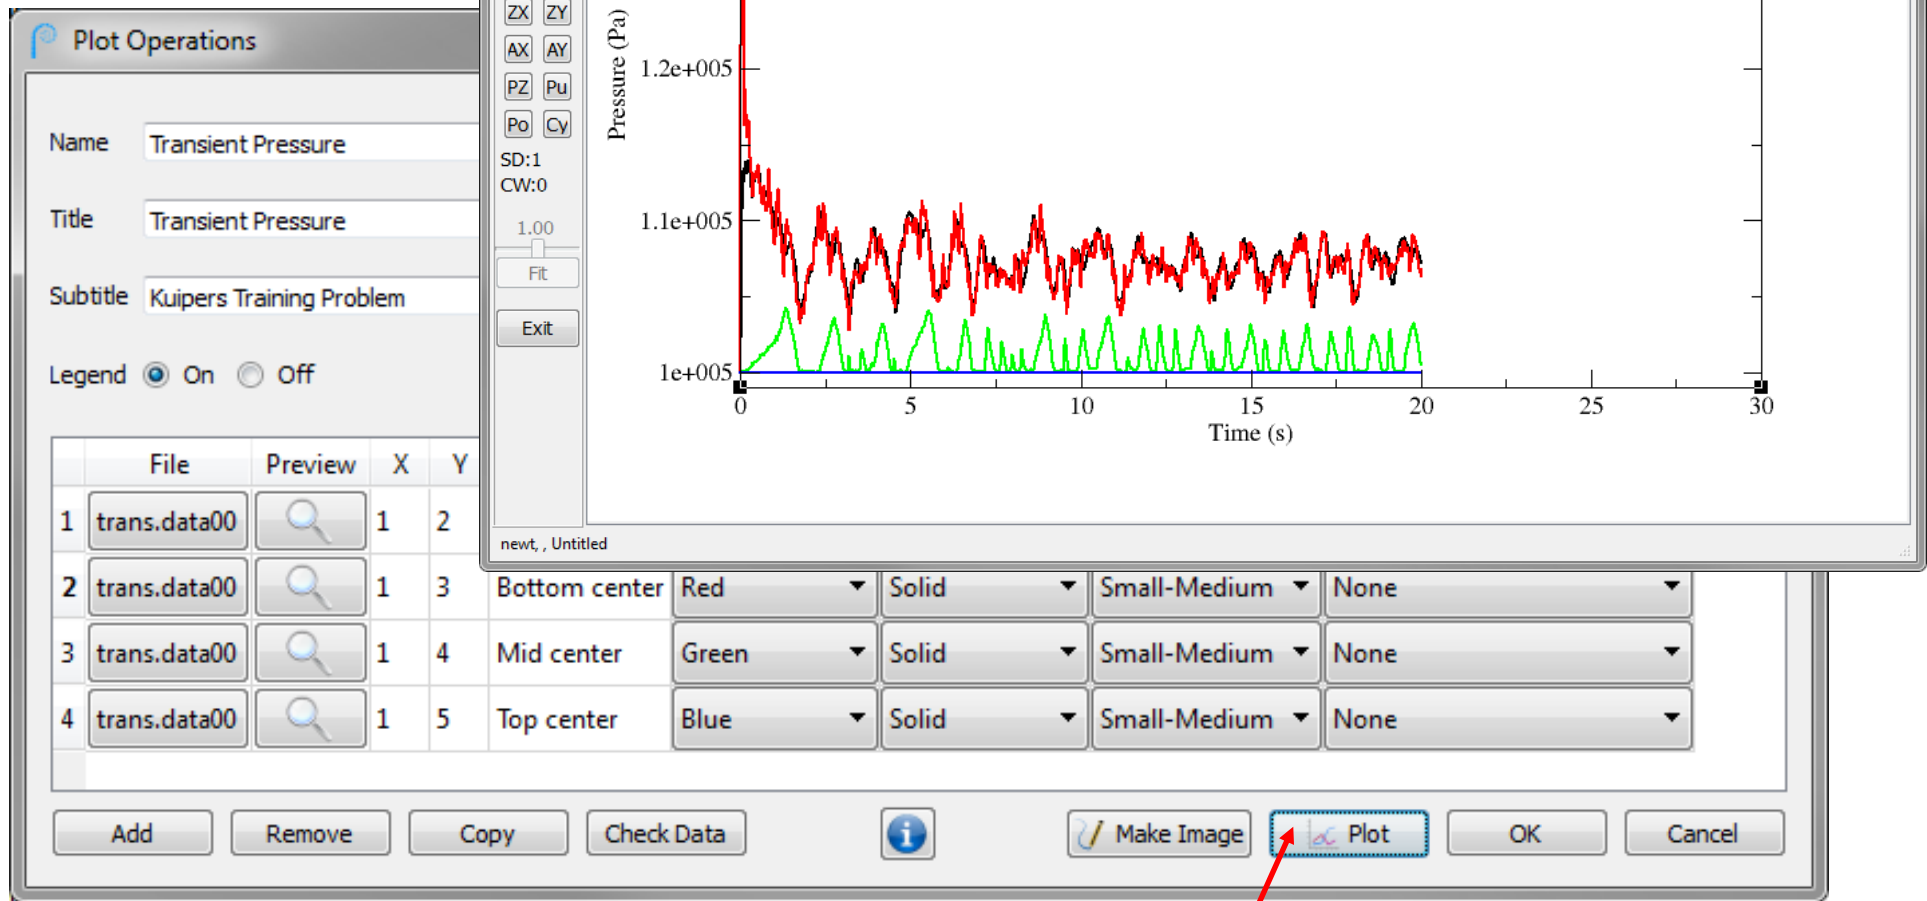 Plot Operations
Name Transient Pressure
Title Transient Pressure
Subtitle Kuipers Training Problem
Legend On Off
ZX ZY
AX AY
PZ Pu
Po Cy
SD:1
CW:0
1.00
Fit
Exit
Pressure (Pa)
1.2e+005
1.1e+005
1e+005
0 5 10 15 20 25 30
Time (s)
newt, , Untitled
File Preview X Y
1 trans.data00 1 2
2 trans.data00 1 3 Bottom center Red Solid Small-Medium None
3 trans.data00 1 4 Mid center Green Solid Small-Medium None
4 trans.data00 1 5 Top center Blue Solid Small-Medium None
Add Remove Copy Check Data i Make Image Plot OK Cancel